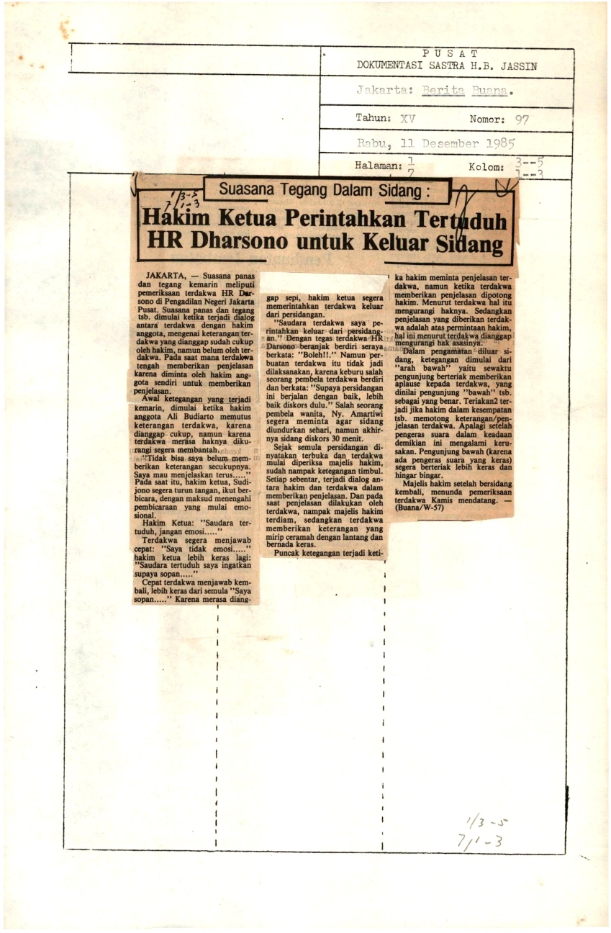 P U S A T
DOKUMENTASI SASTRA H.B. JASSIN
Jakarta: Berita Buana.
Tahun: XV Nomor: 97
Rabu, 11 Desember 1985
Halaman: 1/7 Kolom: 3--5/1--3
1/3-5
7/1-3
Suasana Tegang Dalam Sidang :
Hakim Ketua Perintahkan Tertuduh
HR Dharsono untuk Keluar Sidang
JAKARTA, — Suasana panas
dan tegang kemarin meliputi
pemeriksaan terdakwa HR Dar-
sono di Pengadilan Negeri Jakarta
Pusat. Suasana panas dan tegang
tsb. dimulai ketika terjadi dialog
antara terdakwa dengan hakim
anggota, mengenai keterangan ter-
dakwa yang dianggap sudah cukup
oleh hakim, namun belum oleh ter-
dakwa. Pada saat mana terdakwa
tengah memberikan penjelasan
karena diminta oleh hakim ang-
gota sendiri untuk memberikan
penjelasan.
Awal ketegangan yang terjadi
kemarin, dimulai ketika hakim
anggota Ali Budiarto memutus
keterangan terdakwa, karena
dianggap cukup, namun karena
terdakwa merasa haknya diku-
rangi segera membantah.
"Tidak bisa saya belum mem-
berikan keterangan secukupnya.
Saya mau menjelaskan terus....."
Pada saat itu, hakim ketua, Sudi-
jono segera turun tangan, ikut ber-
bicara, dengan maksud menengahi
pembicaraan yang mulai emo-
sional.
Hakim Ketua: "Saudara ter-
tuduh, jangan emosi....."
Terdakwa segera menjawab
cepat: "Saya tidak emosi....."
hakim ketua lebih keras lagi:
"Saudara tertuduh saya ingatkan
supaya sopan....."
Cepat terdakwa menjawab kem-
bali, lebih keras dari semula "Saya
sopan....." Karena merasa diang-
gap sepi, hakim ketua segera
memerintahkan terdakwa keluar
dari persidangan.
"Saudara terdakwa saya pe-
rintahkan keluar dari persidang-
an." Dengan tegas terdakwa HR
Darsono beranjak berdiri seraya
berkata: "Boleh!!." Namun per-
buatan terdakwa itu tidak jadi
dilaksanakan, karena keburu salah
seorang pembela terdakwa berdiri
dan berkata: "Supaya persidangan
ini berjalan dengan baik, lebih
baik diskors dulu." Salah seorang
pembela wanita, Ny. Amartiwi
segera meminta agar sidang
diundurkan sehari, namun akhir-
nya sidang diskors 30 menit.
Sejak semula persidangan di-
nyatakan terbuka dan terdakwa
mulai diperiksa majelis hakim,
sudah nampak ketegangan timbul.
Setiap sebentar, terjadi dialog an-
tara hakim dan terdakwa dalam
memberikan penjelasan. Dan pada
saat penjelasan dilakukan oleh
terdakwa, nampak majelis hakim
terdiam, sedangkan terdakwa
memberikan keterangan yang
mirip ceramah dengan lantang dan
bernada keras.
Puncak ketegangan terjadi keti-
ka hakim meminta penjelasan ter-
dakwa, namun ketika terdakwa
memberikan penjelasan dipotong
hakim. Menurut terdakwa hal itu
mengurangi haknya. Sedangkan
penjelasan yang diberikan terdak-
wa adalah atas permintaan hakim,
hal ini menurut terdakwa dianggap
mengurangi hak asasinya.
Dalam pengamatan diluar si-
dang, ketegangan dimulai dari
"arah bawah" yaitu sewaktu
pengunjung berteriak memberikan
aplause kepada terdakwa, yang
dinilai pengunjung "bawah" tsb.
sebagai yang benar. Teriakan2 ter-
jadi jika hakim dalam kesempatan
tsb. memotong keterangan/pen-
jelasan terdakwa. Apalagi setelah
pengeras suara dalam keadaan
demikian ini mengalami keru-
sakan. Pengunjung bawah (karena
ada pengeras suara yang keras)
segera berteriak lebih keras dan
hingar bingar.
Majelis hakim setelah bersidang
kembali, menunda pemeriksaan
terdakwa Kamis mendatang. —
(Buana/W-57)
1/3-5
7/1-3